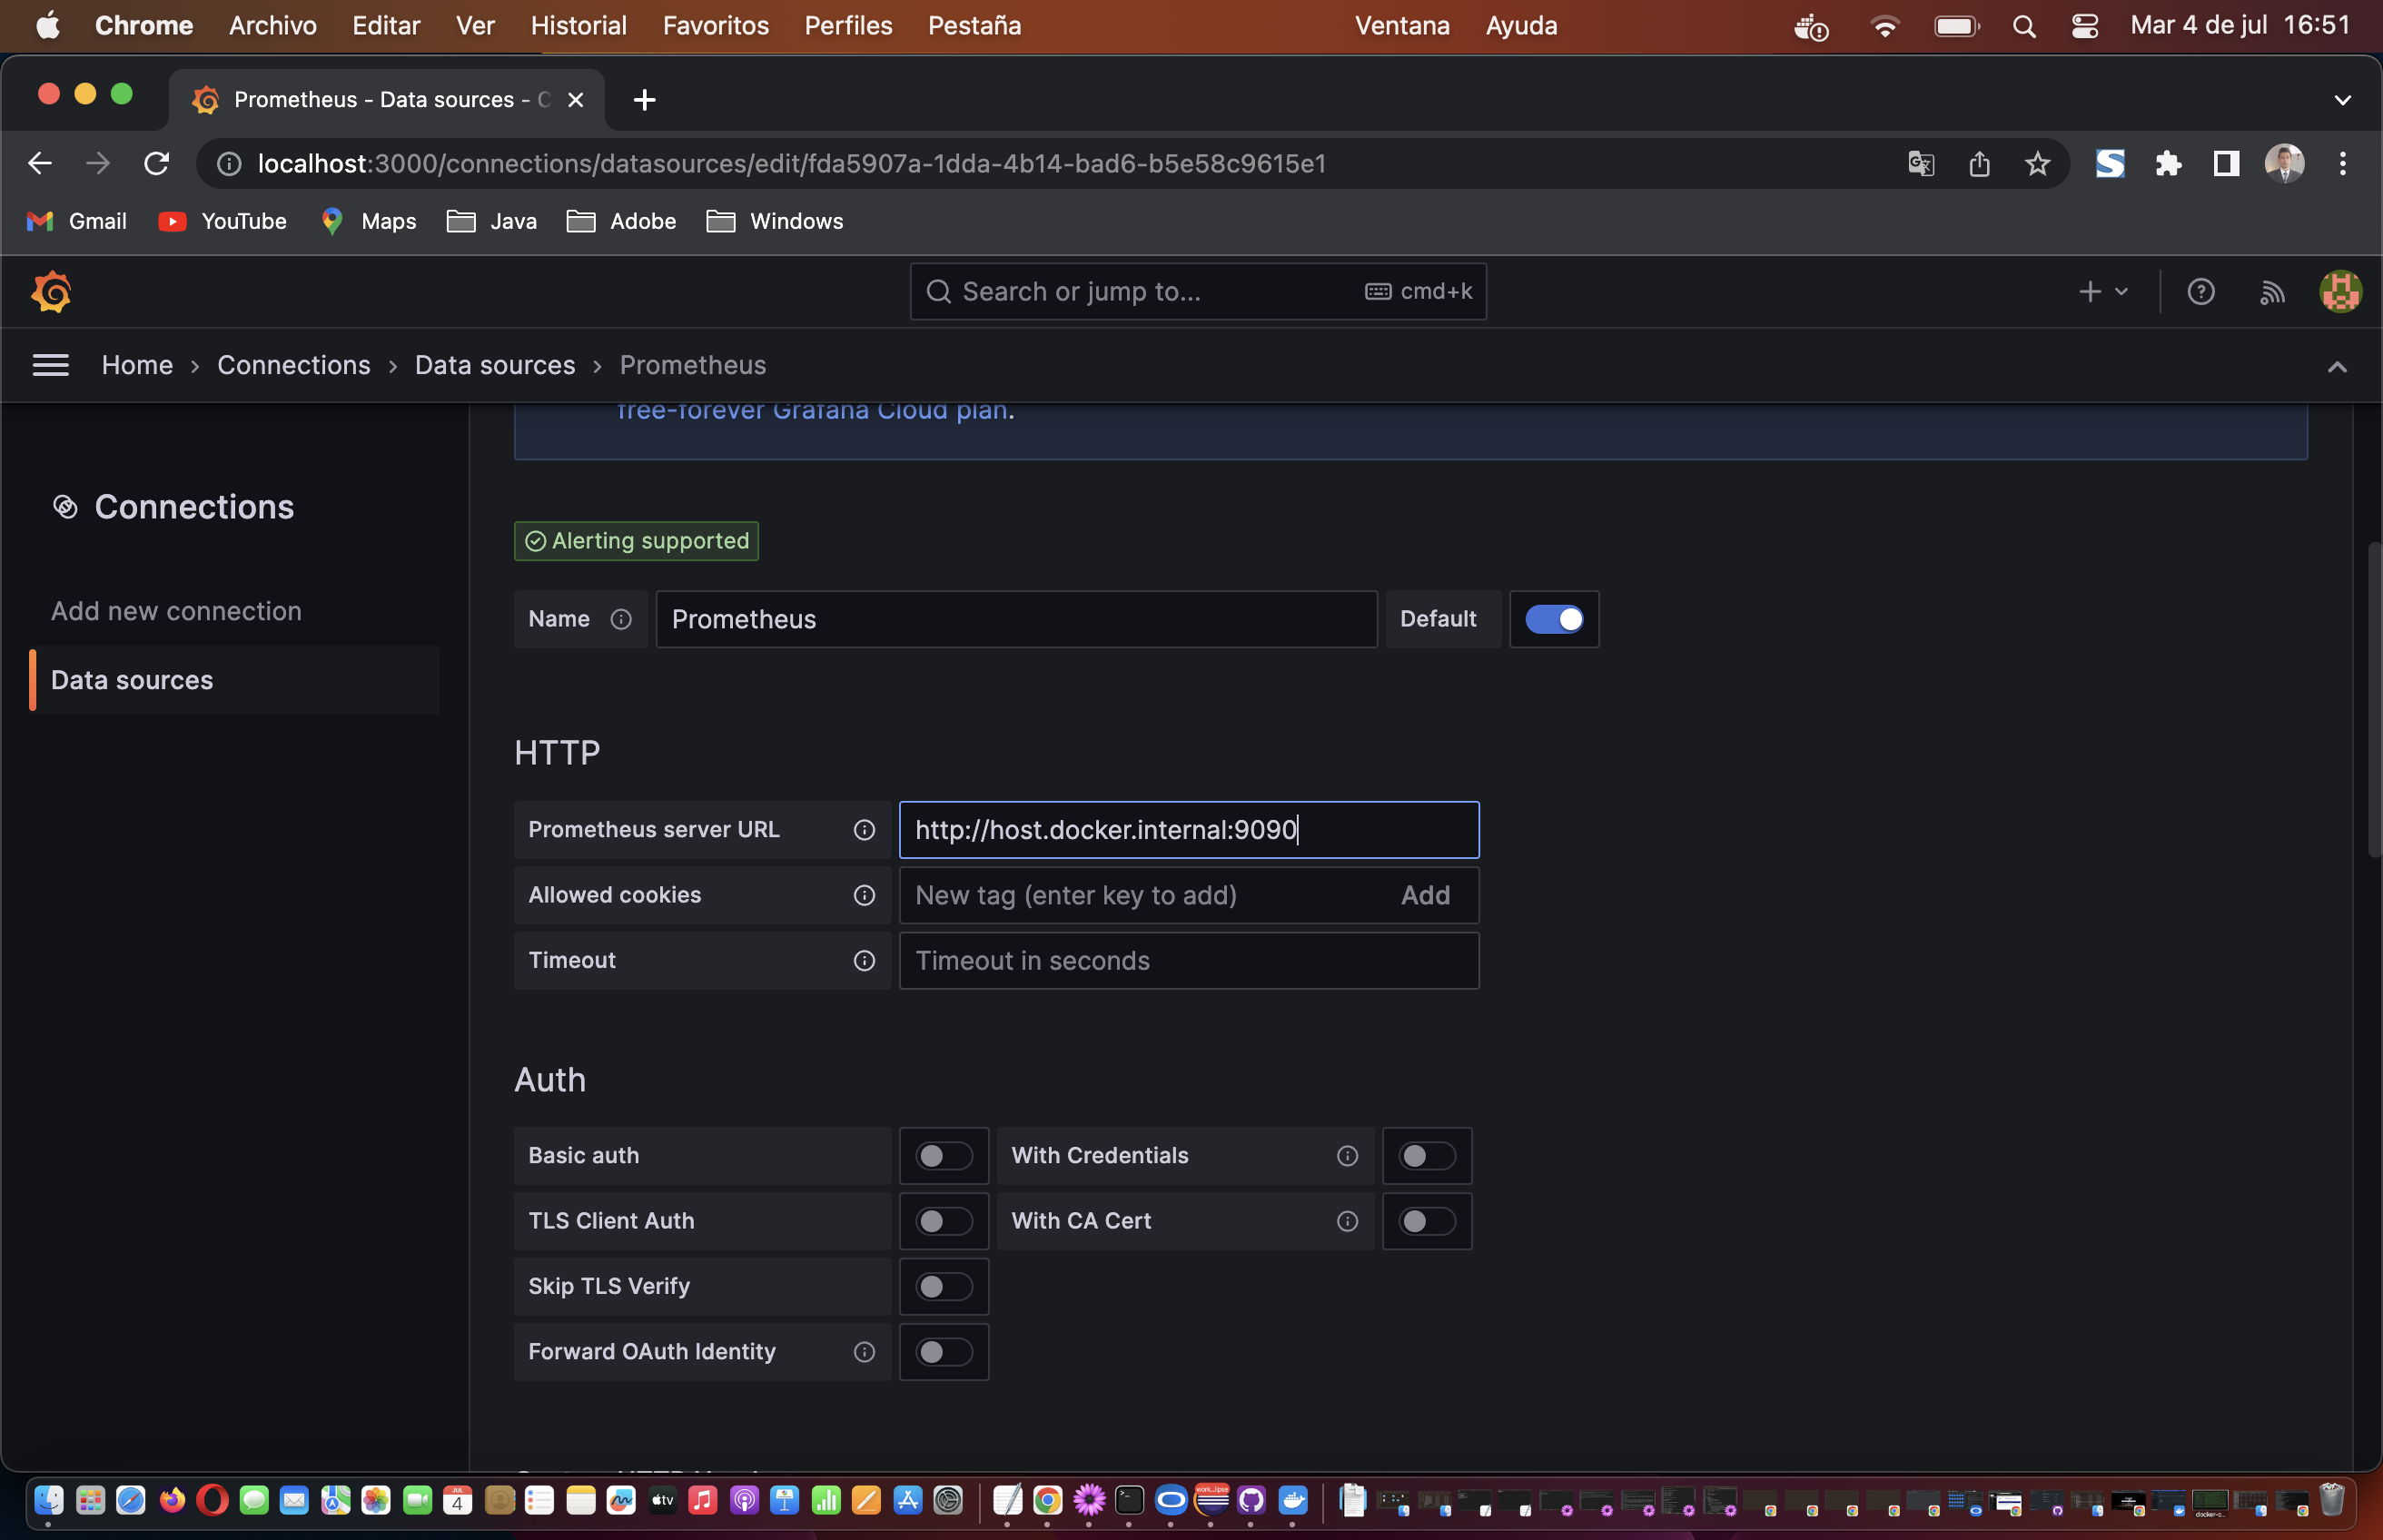 Chrome Archivo Editar Ver Historial Favoritos Perfiles Pestaña Ventana Ayuda Mar 4 de jul 16:51
Prometheus - Data sources -
localhost:3000/connections/datasources/edit/fda5907a-1dda-4b14-bad6-b5e58c9615e1
Gmail YouTube Maps Java Adobe Windows
Search or jump to... cmd+k
Home › Connections › Data sources › Prometheus
free-forever Grafana Cloud plan.
Connections
Add new connection
Data sources
Alerting supported
Name Prometheus Default
HTTP
Prometheus server URL http://host.docker.internal:9090
Allowed cookies New tag (enter key to add) Add
Timeout Timeout in seconds
Auth
Basic auth With Credentials
TLS Client Auth With CA Cert
Skip TLS Verify
Forward OAuth Identity
JUL
4
tv